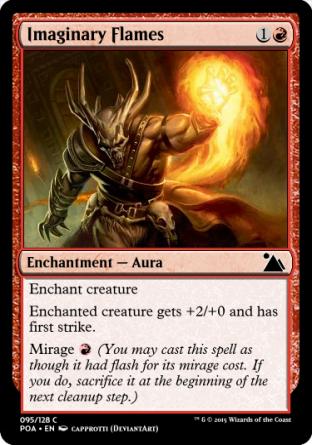 Imaginary Flames 1
Enchantment — Aura
Enchant creature
Enchanted creature gets +2/+0 and has
first strike.
Mirage (You may cast this spell as
though it had flash for its mirage cost. If
you do, sacrifice it at the beginning of the
next cleanup step.)
095/128 C
POA • EN CAPPROTTI (DEVIANTART)
™ & © 2015 Wizards of the Coast